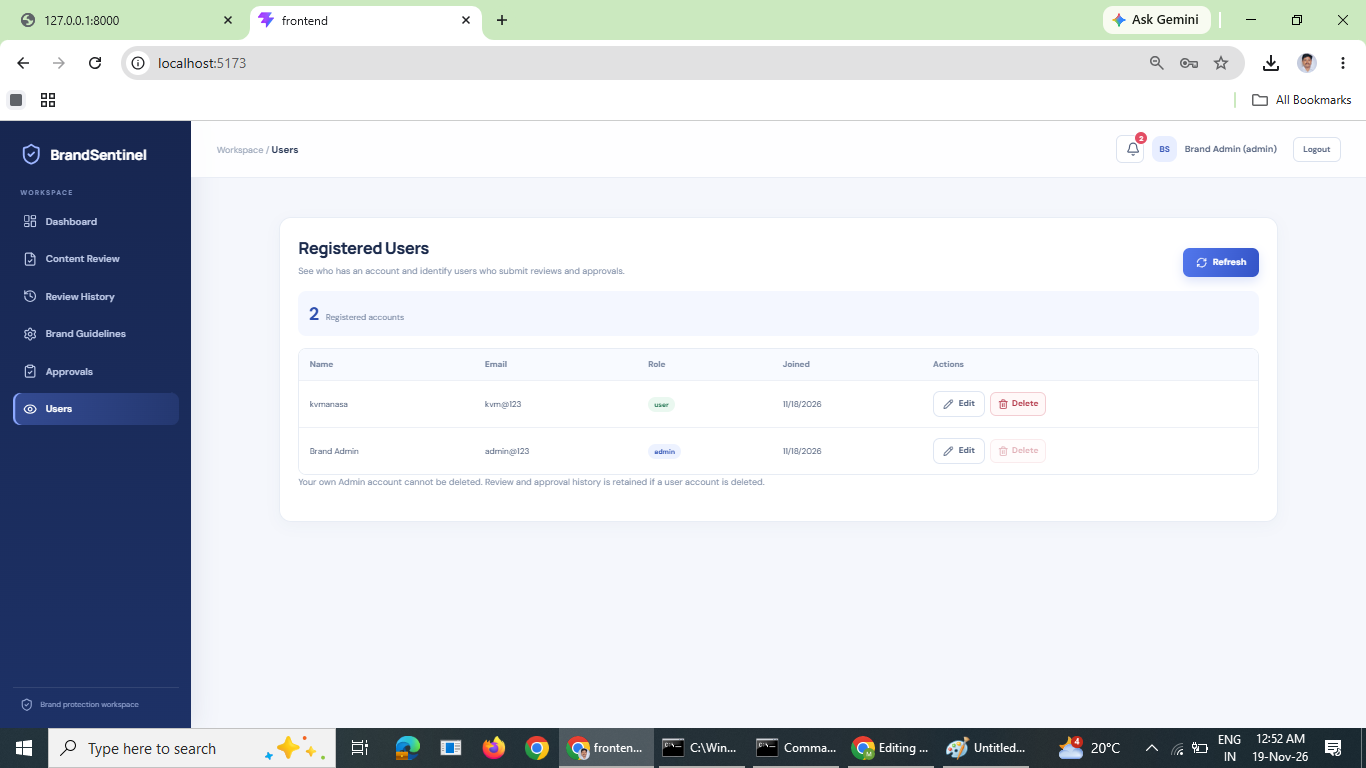 127.0.0.1:8000
frontend
Ask Gemini
localhost:5173
All Bookmarks
BrandSentinel
WORKSPACE
Dashboard
Content Review
Review History
Brand Guidelines
Approvals
Users
Brand protection workspace
Workspace / Users
2
BS
Brand Admin (admin)
Logout
Registered Users
See who has an account and identify users who submit reviews and approvals.
Refresh
2 Registered accounts
Name Email Role Joined Actions
kvmanasa kvm@123 user 11/18/2026 Edit Delete
Brand Admin admin@123 admin 11/18/2026 Edit Delete
Your own Admin account cannot be deleted. Review and approval history is retained if a user account is deleted.
Type here to search
fronten...
C:\Win...
Comma...
Editing ...
Untitled...
4
20°C
ENG
IN
12:52 AM
19-Nov-26